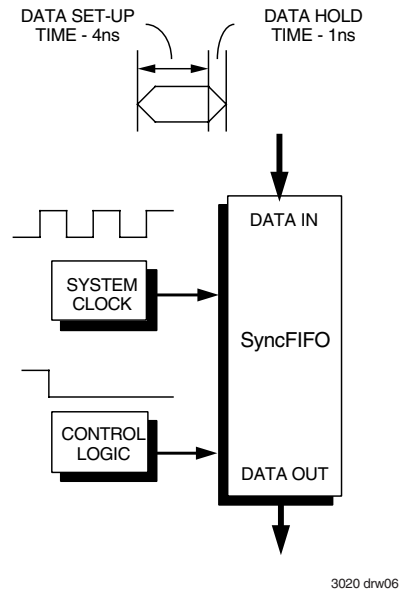 DATA SET-UP
TIME - 4ns
DATA HOLD
TIME - 1ns
DATA IN
SYSTEM
CLOCK
SyncFIFO
CONTROL
LOGIC
DATA OUT
3020 drw06